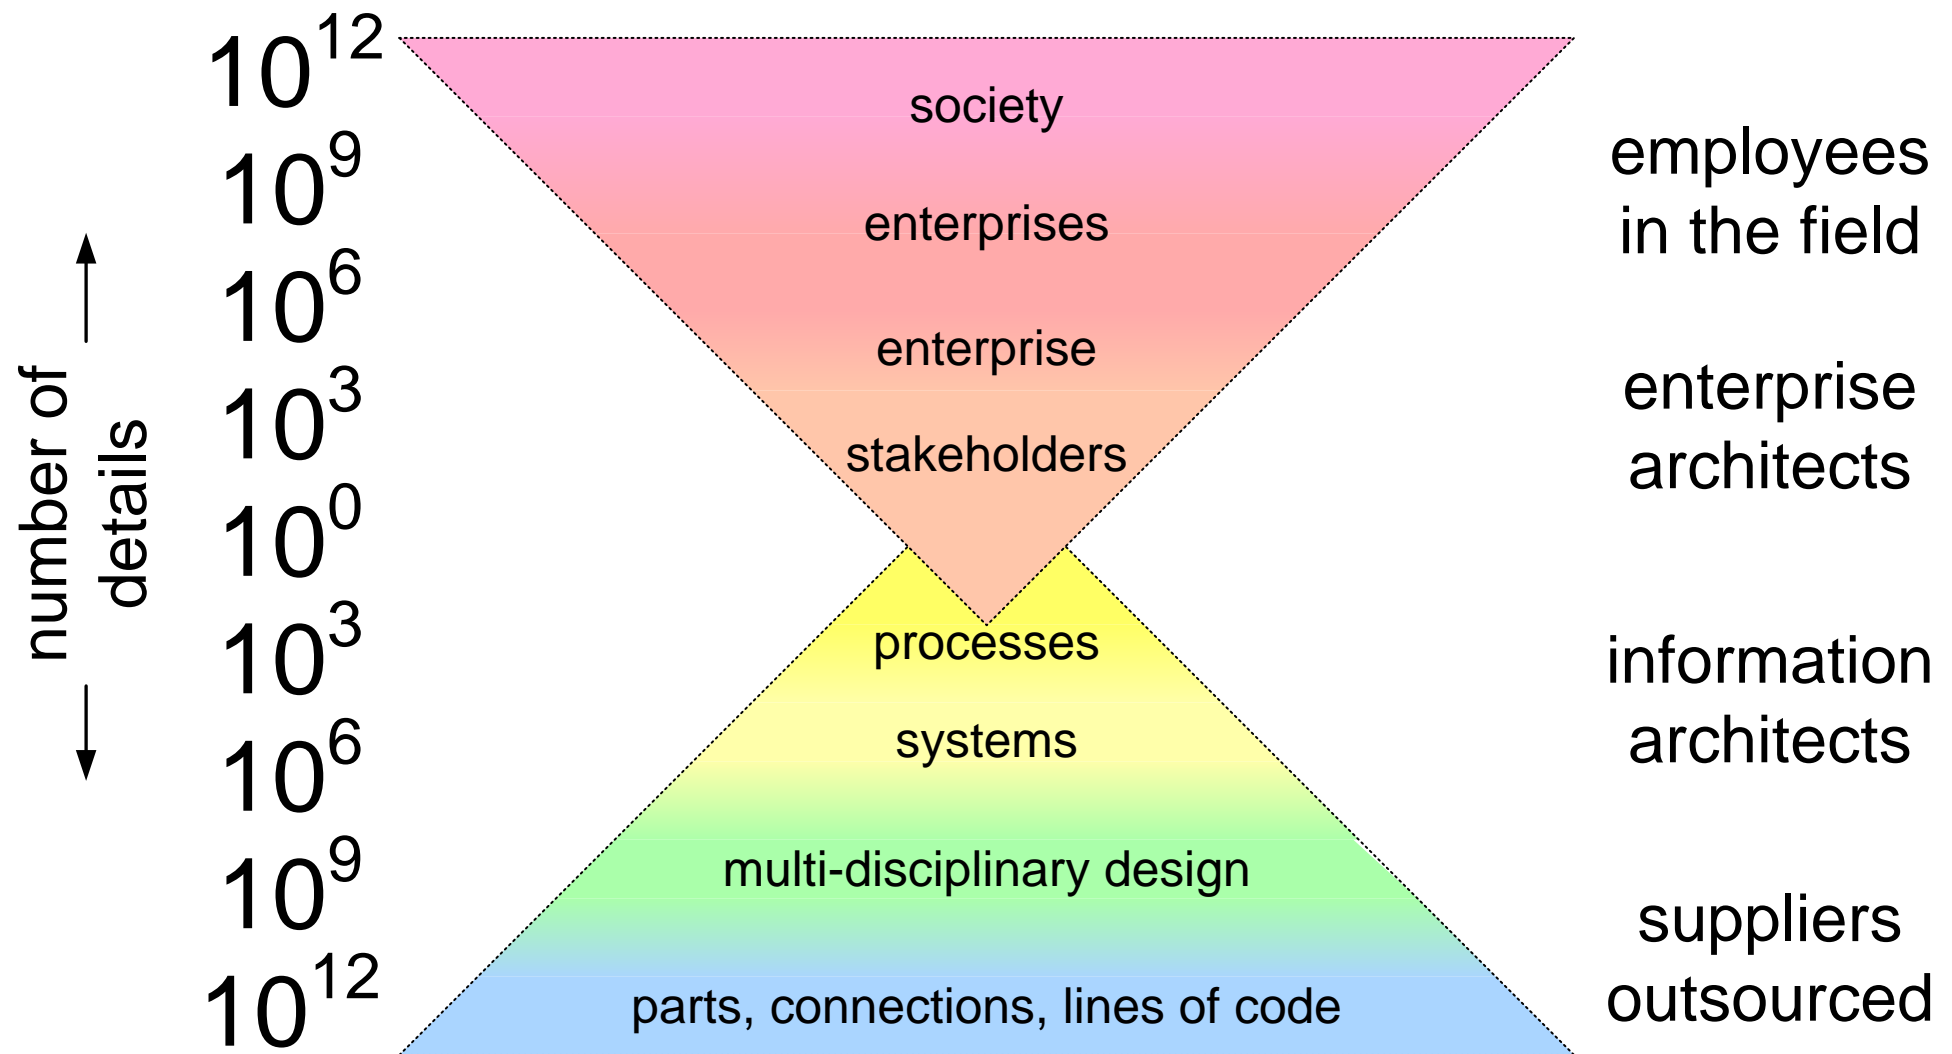 number of
details
10^12
10^9
10^6
10^3
10^0
10^3
10^6
10^9
10^12
society
enterprises
enterprise
stakeholders
processes
systems
multi-disciplinary design
parts, connections, lines of code
employees
in the field
enterprise
architects
information
architects
suppliers
outsourced